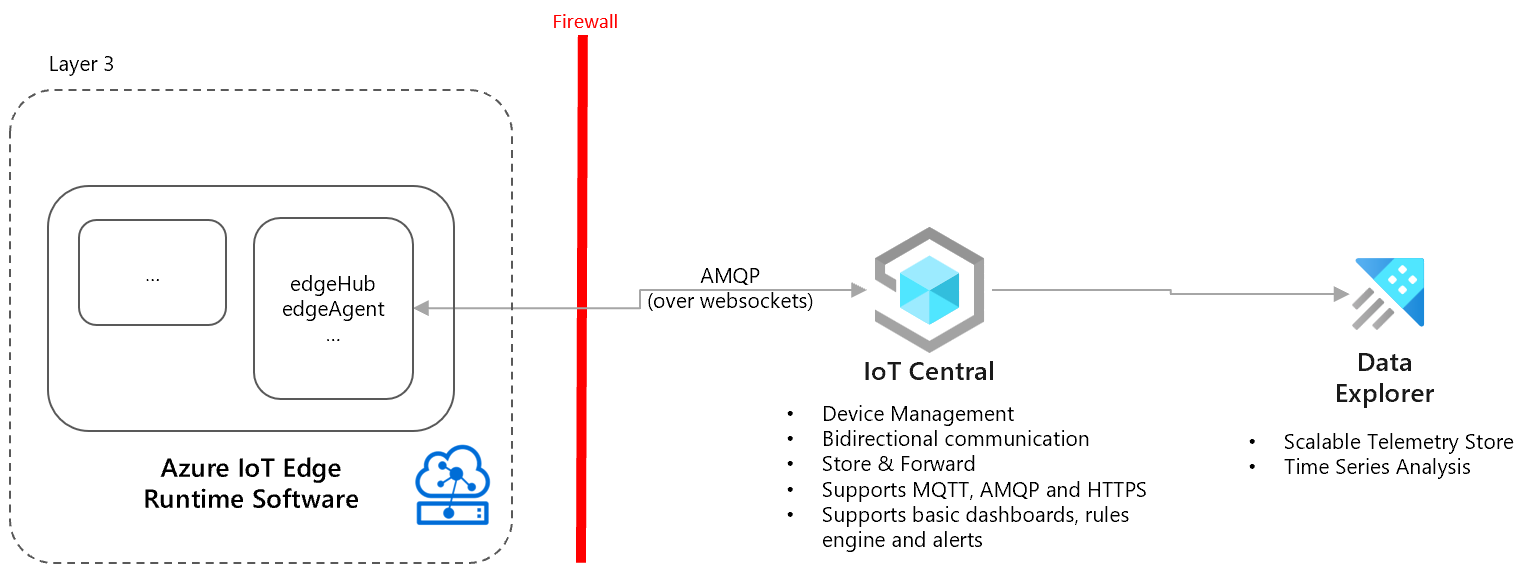 Firewall
Layer 3
...
edgeHub
edgeAgent
...
Azure IoT Edge
Runtime Software
AMQP
(over websockets)
IoT Central
• Device Management
• Bidirectional communication
• Store & Forward
• Supports MQTT, AMQP and HTTPS
• Supports basic dashboards, rules
engine and alerts
Data
Explorer
• Scalable Telemetry Store
• Time Series Analysis